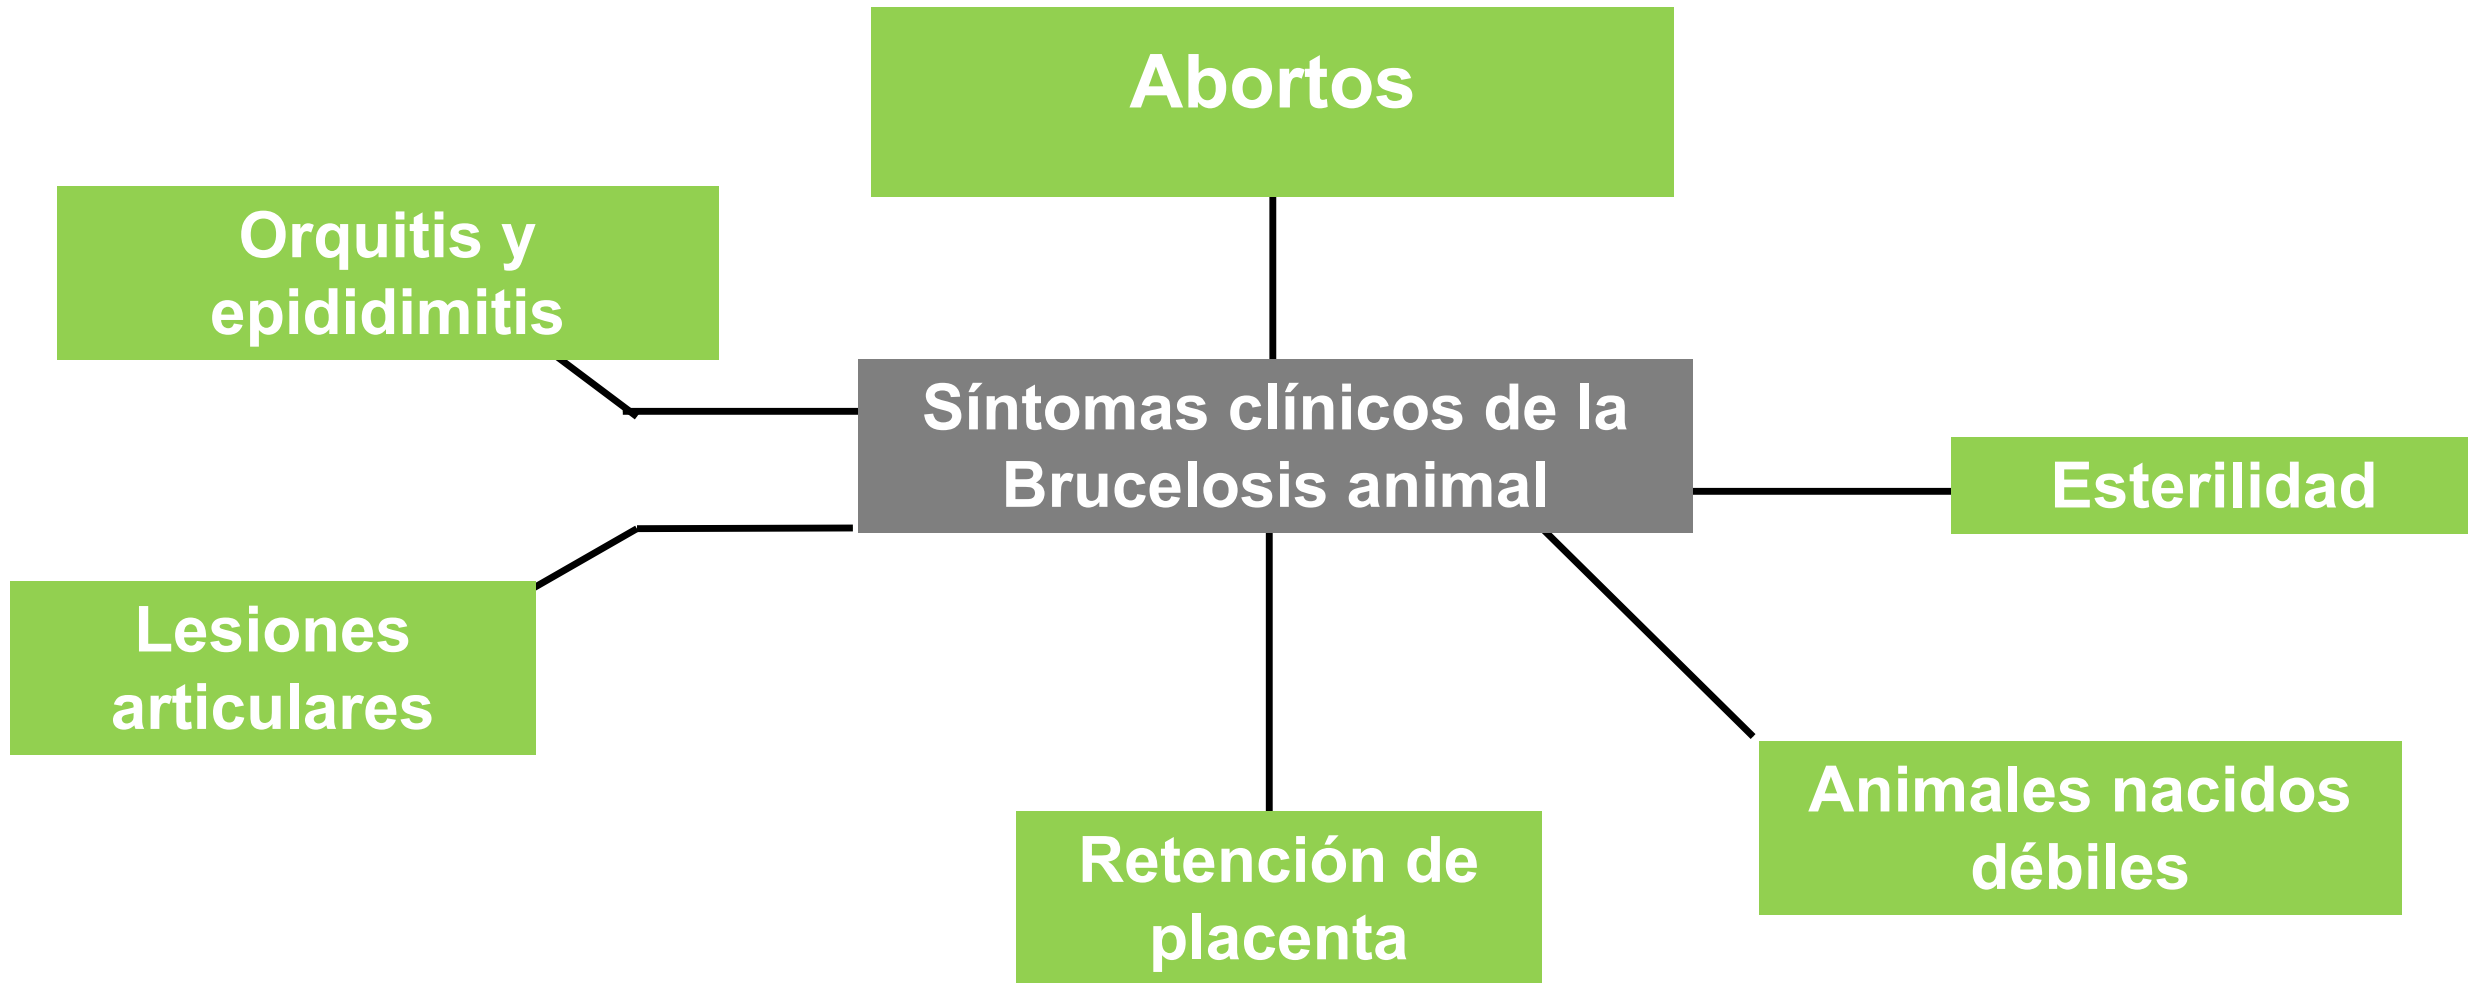 Abortos
Orquitis y
epididimitis
Síntomas clínicos de la
Brucelosis animal
Esterilidad
Lesiones
articulares
Animales nacidos
débiles
Retención de
placenta